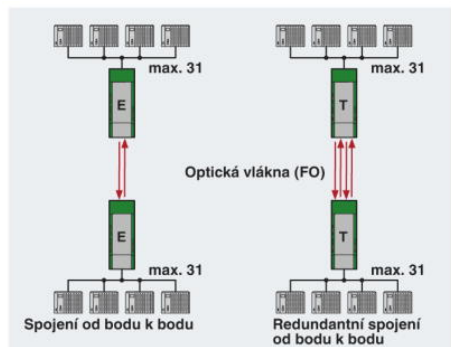 max. 31
max. 31
E
T
Optická vlákna (FO)
E
T
max. 31
max. 31
Spojení od bodu k bodu
Redundantní spojení
od bodu k bodu